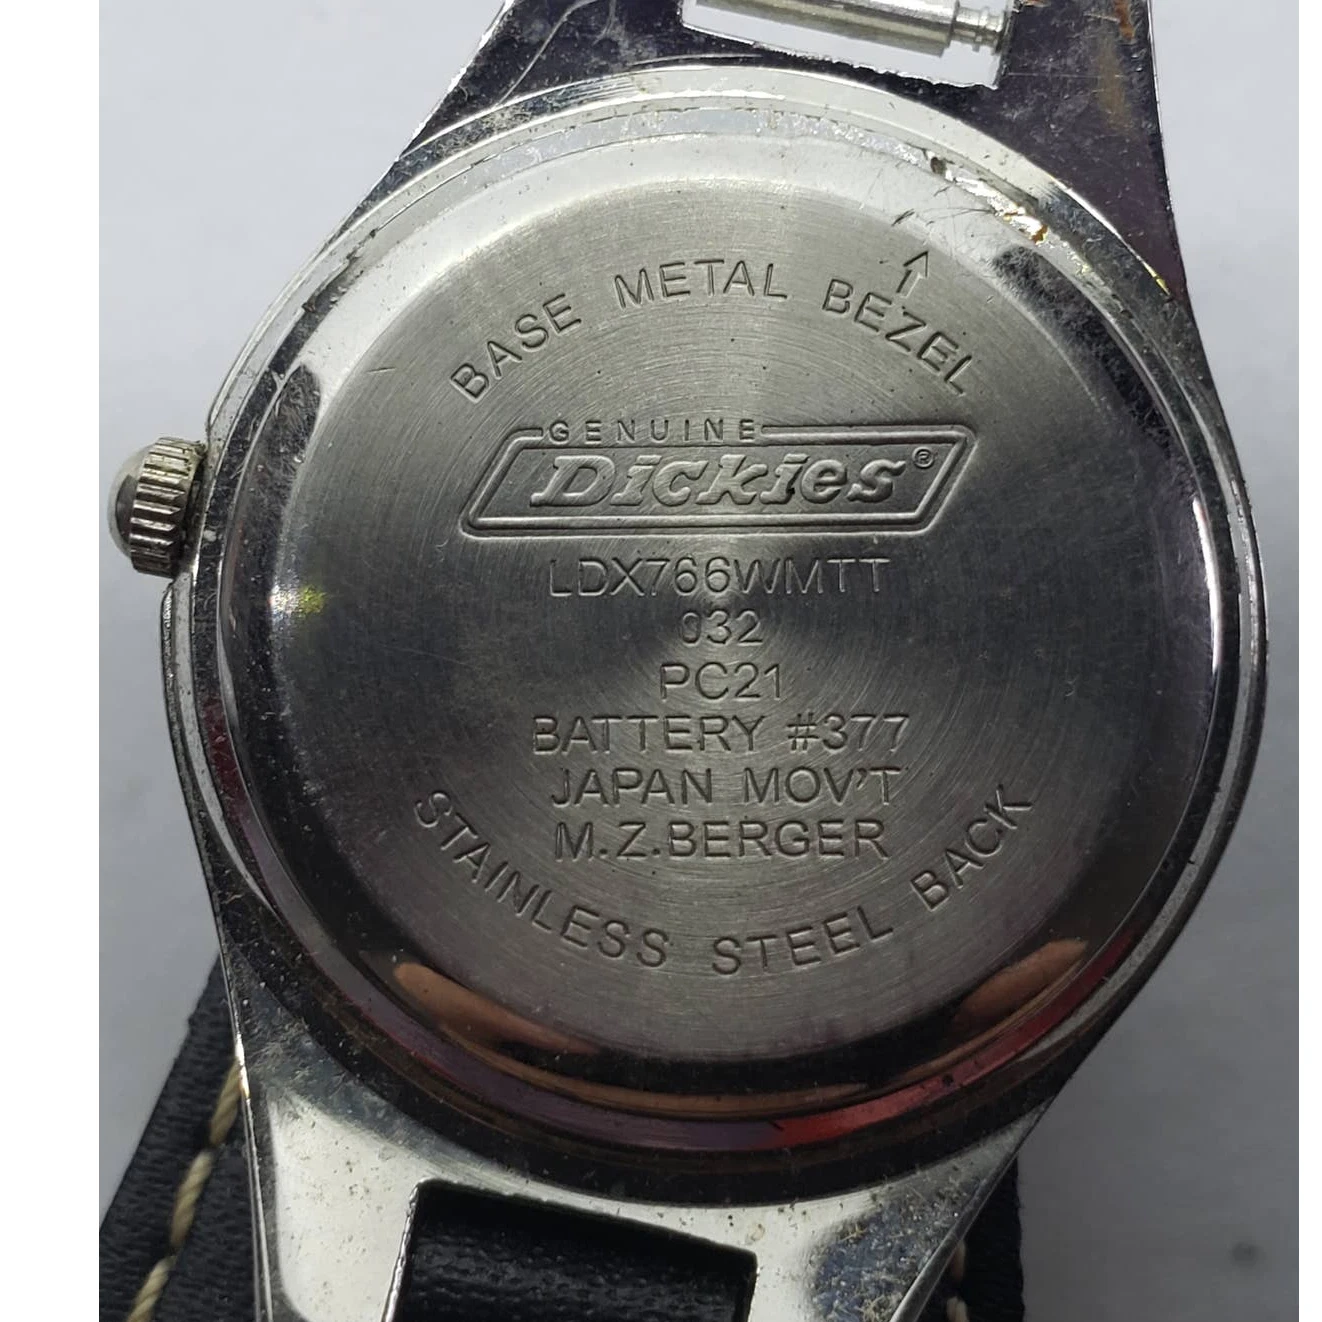 BASE METAL BEZEL
GENUINE
Dickies®
LDX766WMTT
032
PC21
BATTERY #377
JAPAN MOV'T
M.Z.BERGER
STAINLESS STEEL BACK